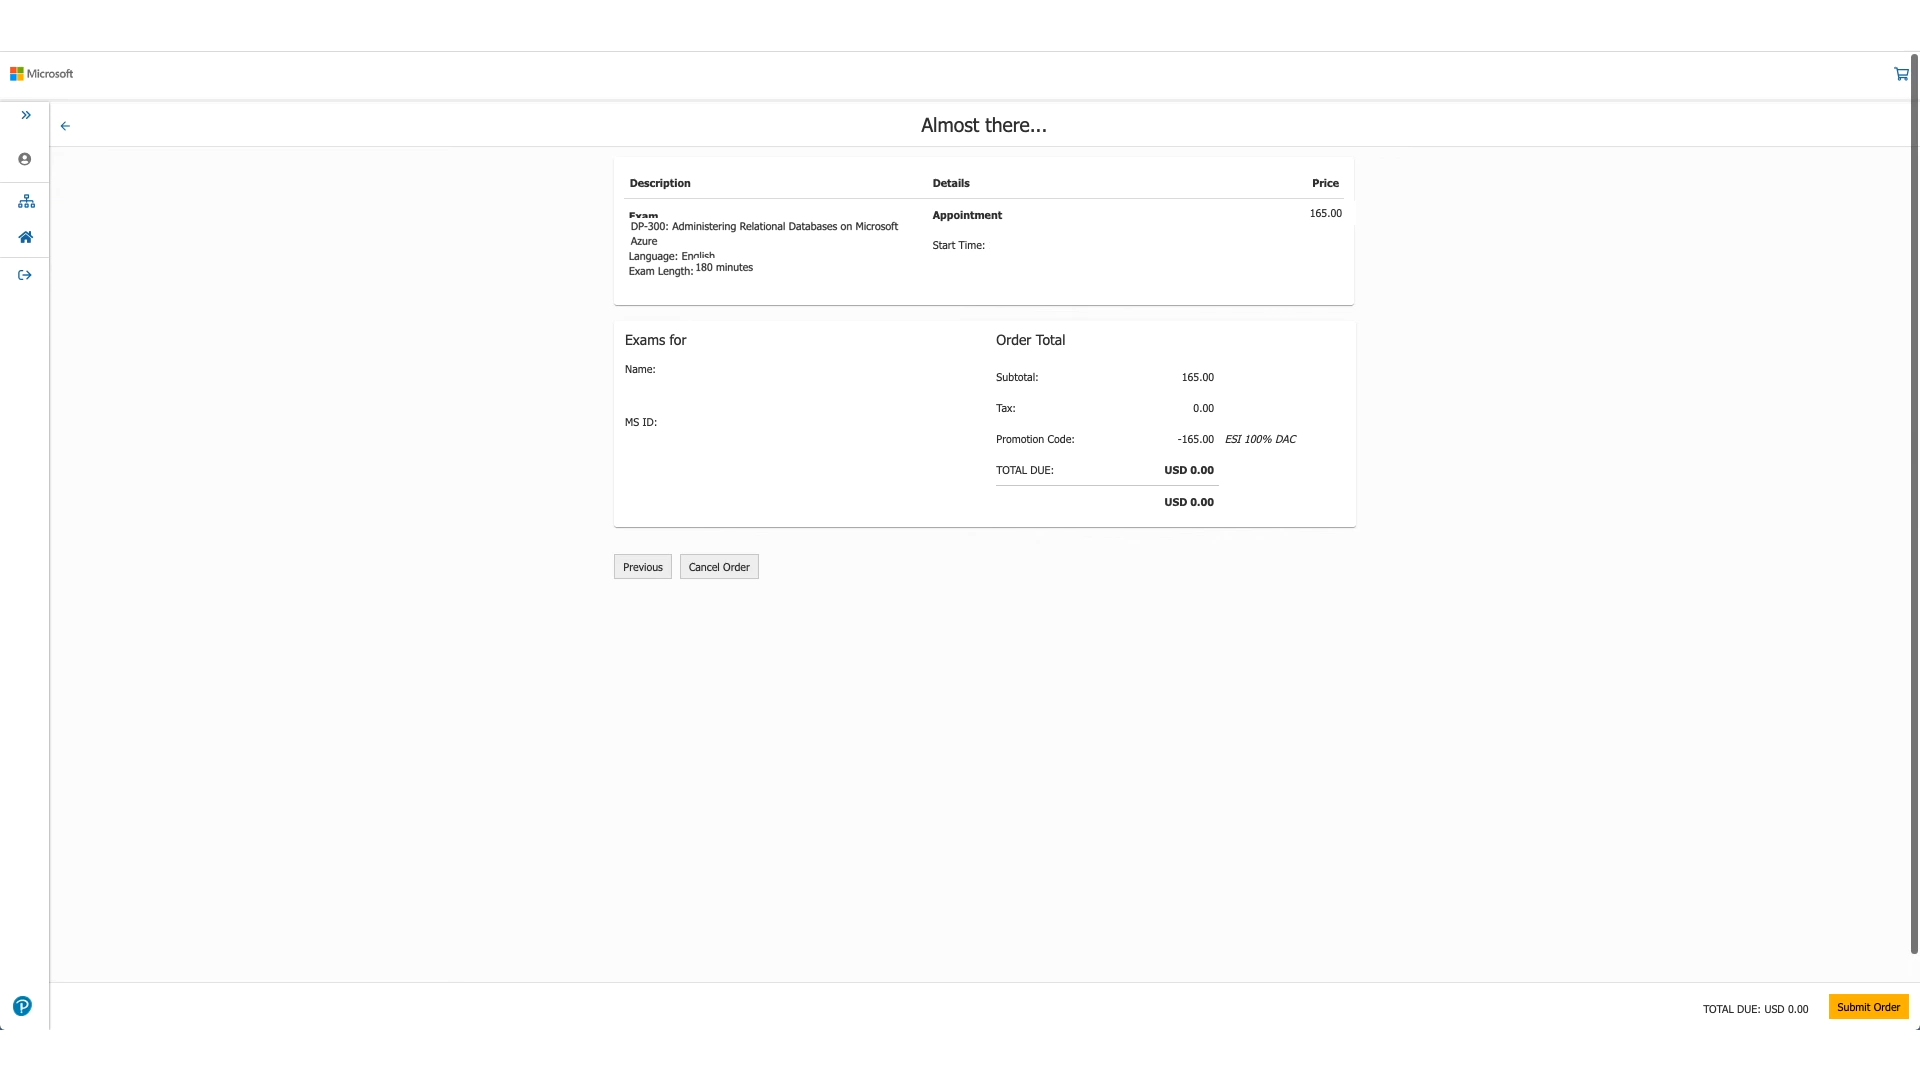 Microsoft
Almost there...
Description Details Price
Exam Appointment 165.00
DP-300: Administering Relational Databases on Microsoft
Azure
Start Time:
Language: English
Exam Length: 180 minutes
Exams for
Name:
MS ID:
Order Total
Subtotal: 165.00
Tax: 0.00
Promotion Code: -165.00 ESI 100% DAC
TOTAL DUE: USD 0.00
USD 0.00
Previous Cancel Order
TOTAL DUE: USD 0.00 Submit Order